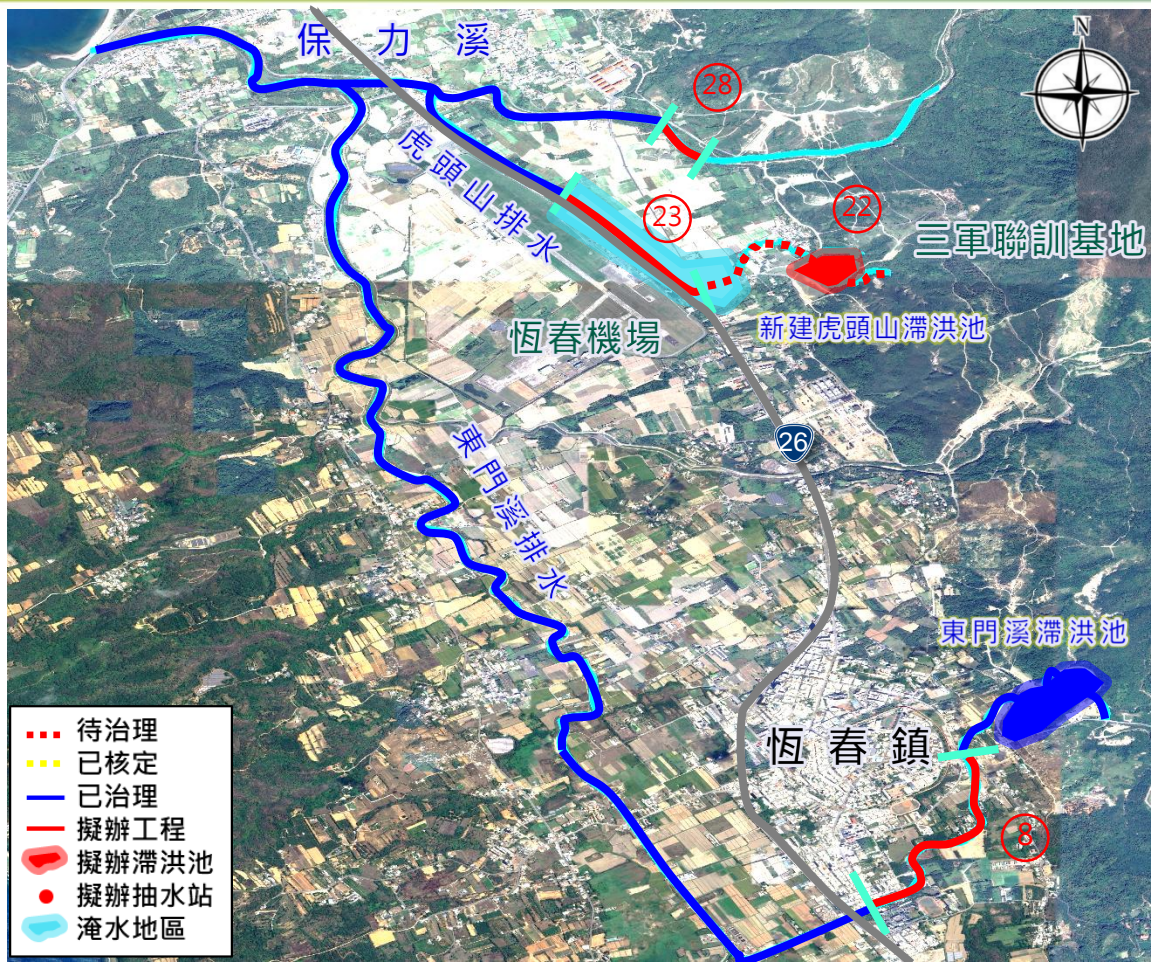 N
保力溪
28
虎頭山排水
23
22
三軍聯訓基地
新建虎頭山滯洪池
恆春機場
26
東門溪排水
東門溪滯洪池
恆春鎮
8
待治理
已核定
已治理
擬辦工程
擬辦滯洪池
擬辦抽水站
淹水地區